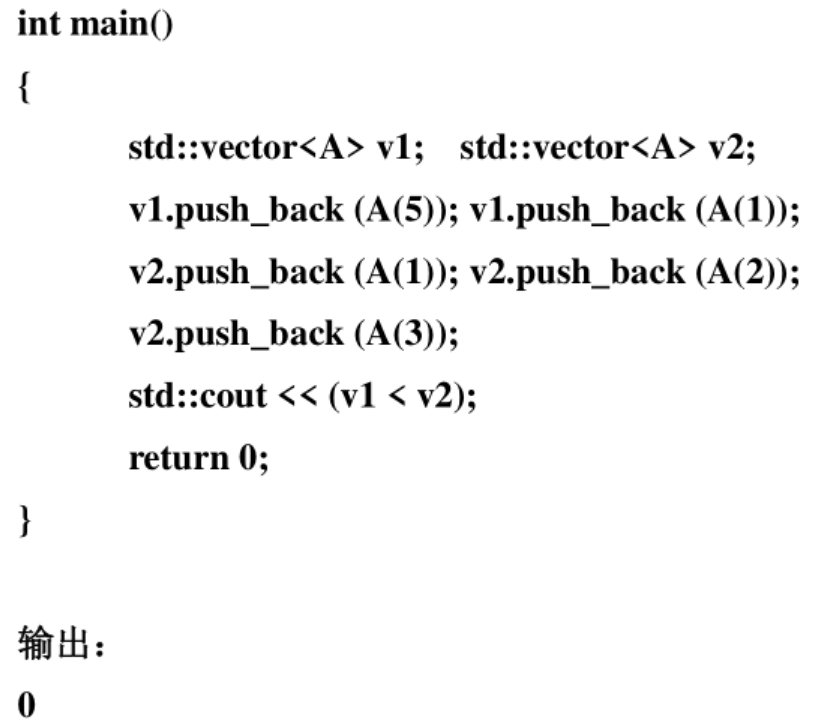 int main()
{
std::vector<A> v1; std::vector<A> v2;
v1.push_back (A(5)); v1.push_back (A(1));
v2.push_back (A(1)); v2.push_back (A(2));
v2.push_back (A(3));
std::cout << (v1 < v2);
return 0;
}
输出：
0